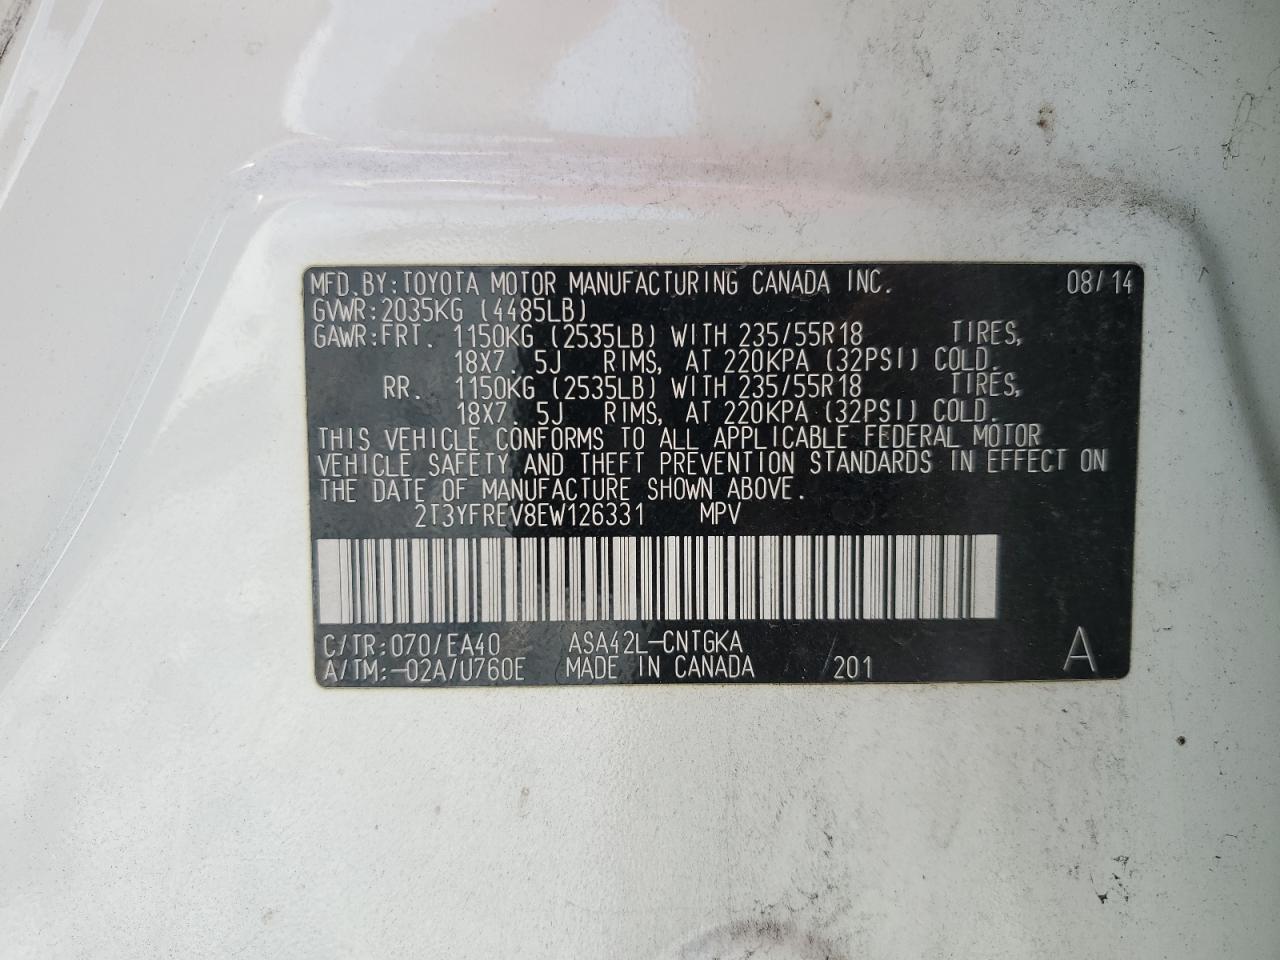 MFD.BY:TOYOTA MOTOR MANUFACTURING CANADA INC. 08/14
GVWR:2035KG (4485LB)
GAWR:FRT. 1150KG (2535LB) WITH 235/55R18 TIRES,
18X7. 5J RIMS, AT 220KPA (32PSI) COLD.
RR. 1150KG (2535LB) WITH 235/55R18 TIRES,
18X7. 5J RIMS, AT 220KPA (32PSI) COLD.
THIS VEHICLE CONFORMS TO ALL APPLICABLE FEDERAL MOTOR
VEHICLE SAFETY AND THEFT PREVENTION STANDARDS IN EFFECT ON
THE DATE OF MANUFACTURE SHOWN ABOVE.
2T3YFREV8EW126331 MPV
C/TR:070/EA40 ASA42L-CNTGKA
A/TM:-02A/U760E MADE IN CANADA /201 A